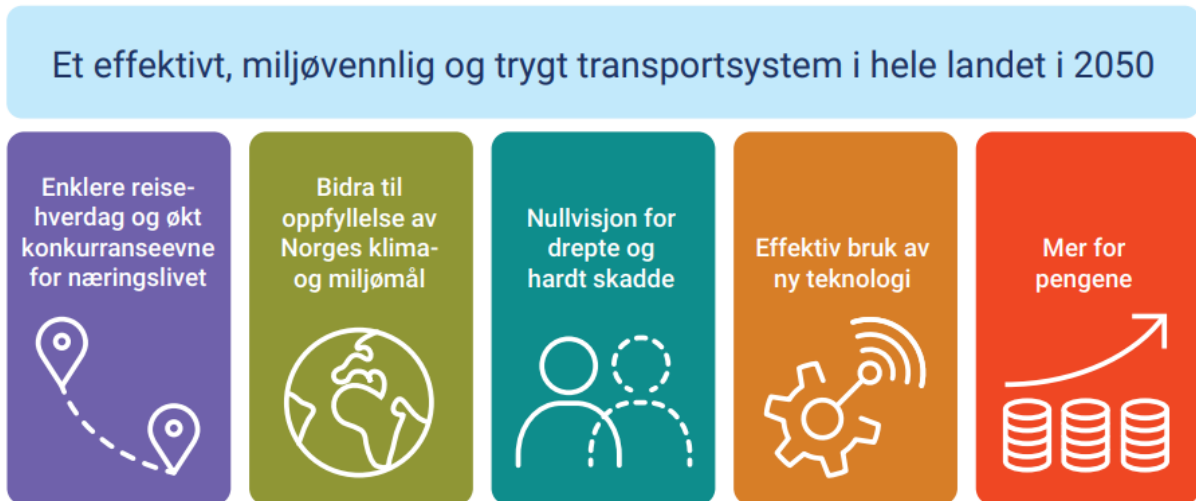 Et effektivt, miljøvennlig og trygt transportsystem i hele landet i 2050
Enklere reise-
hverdag og økt
konkurranseevne
for næringslivet
Bidra til
oppfyllelse av
Norges klima-
og miljømål
Nullvisjon for
drepte og
hardt skadde
Effektiv bruk av
ny teknologi
Mer for
pengene